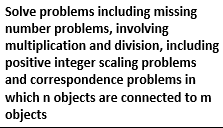 Solve problems including missing
number problems, involving
multiplication and division, including
positive integer scaling problems
and correspondence problems in
which n objects are connected to m
objects